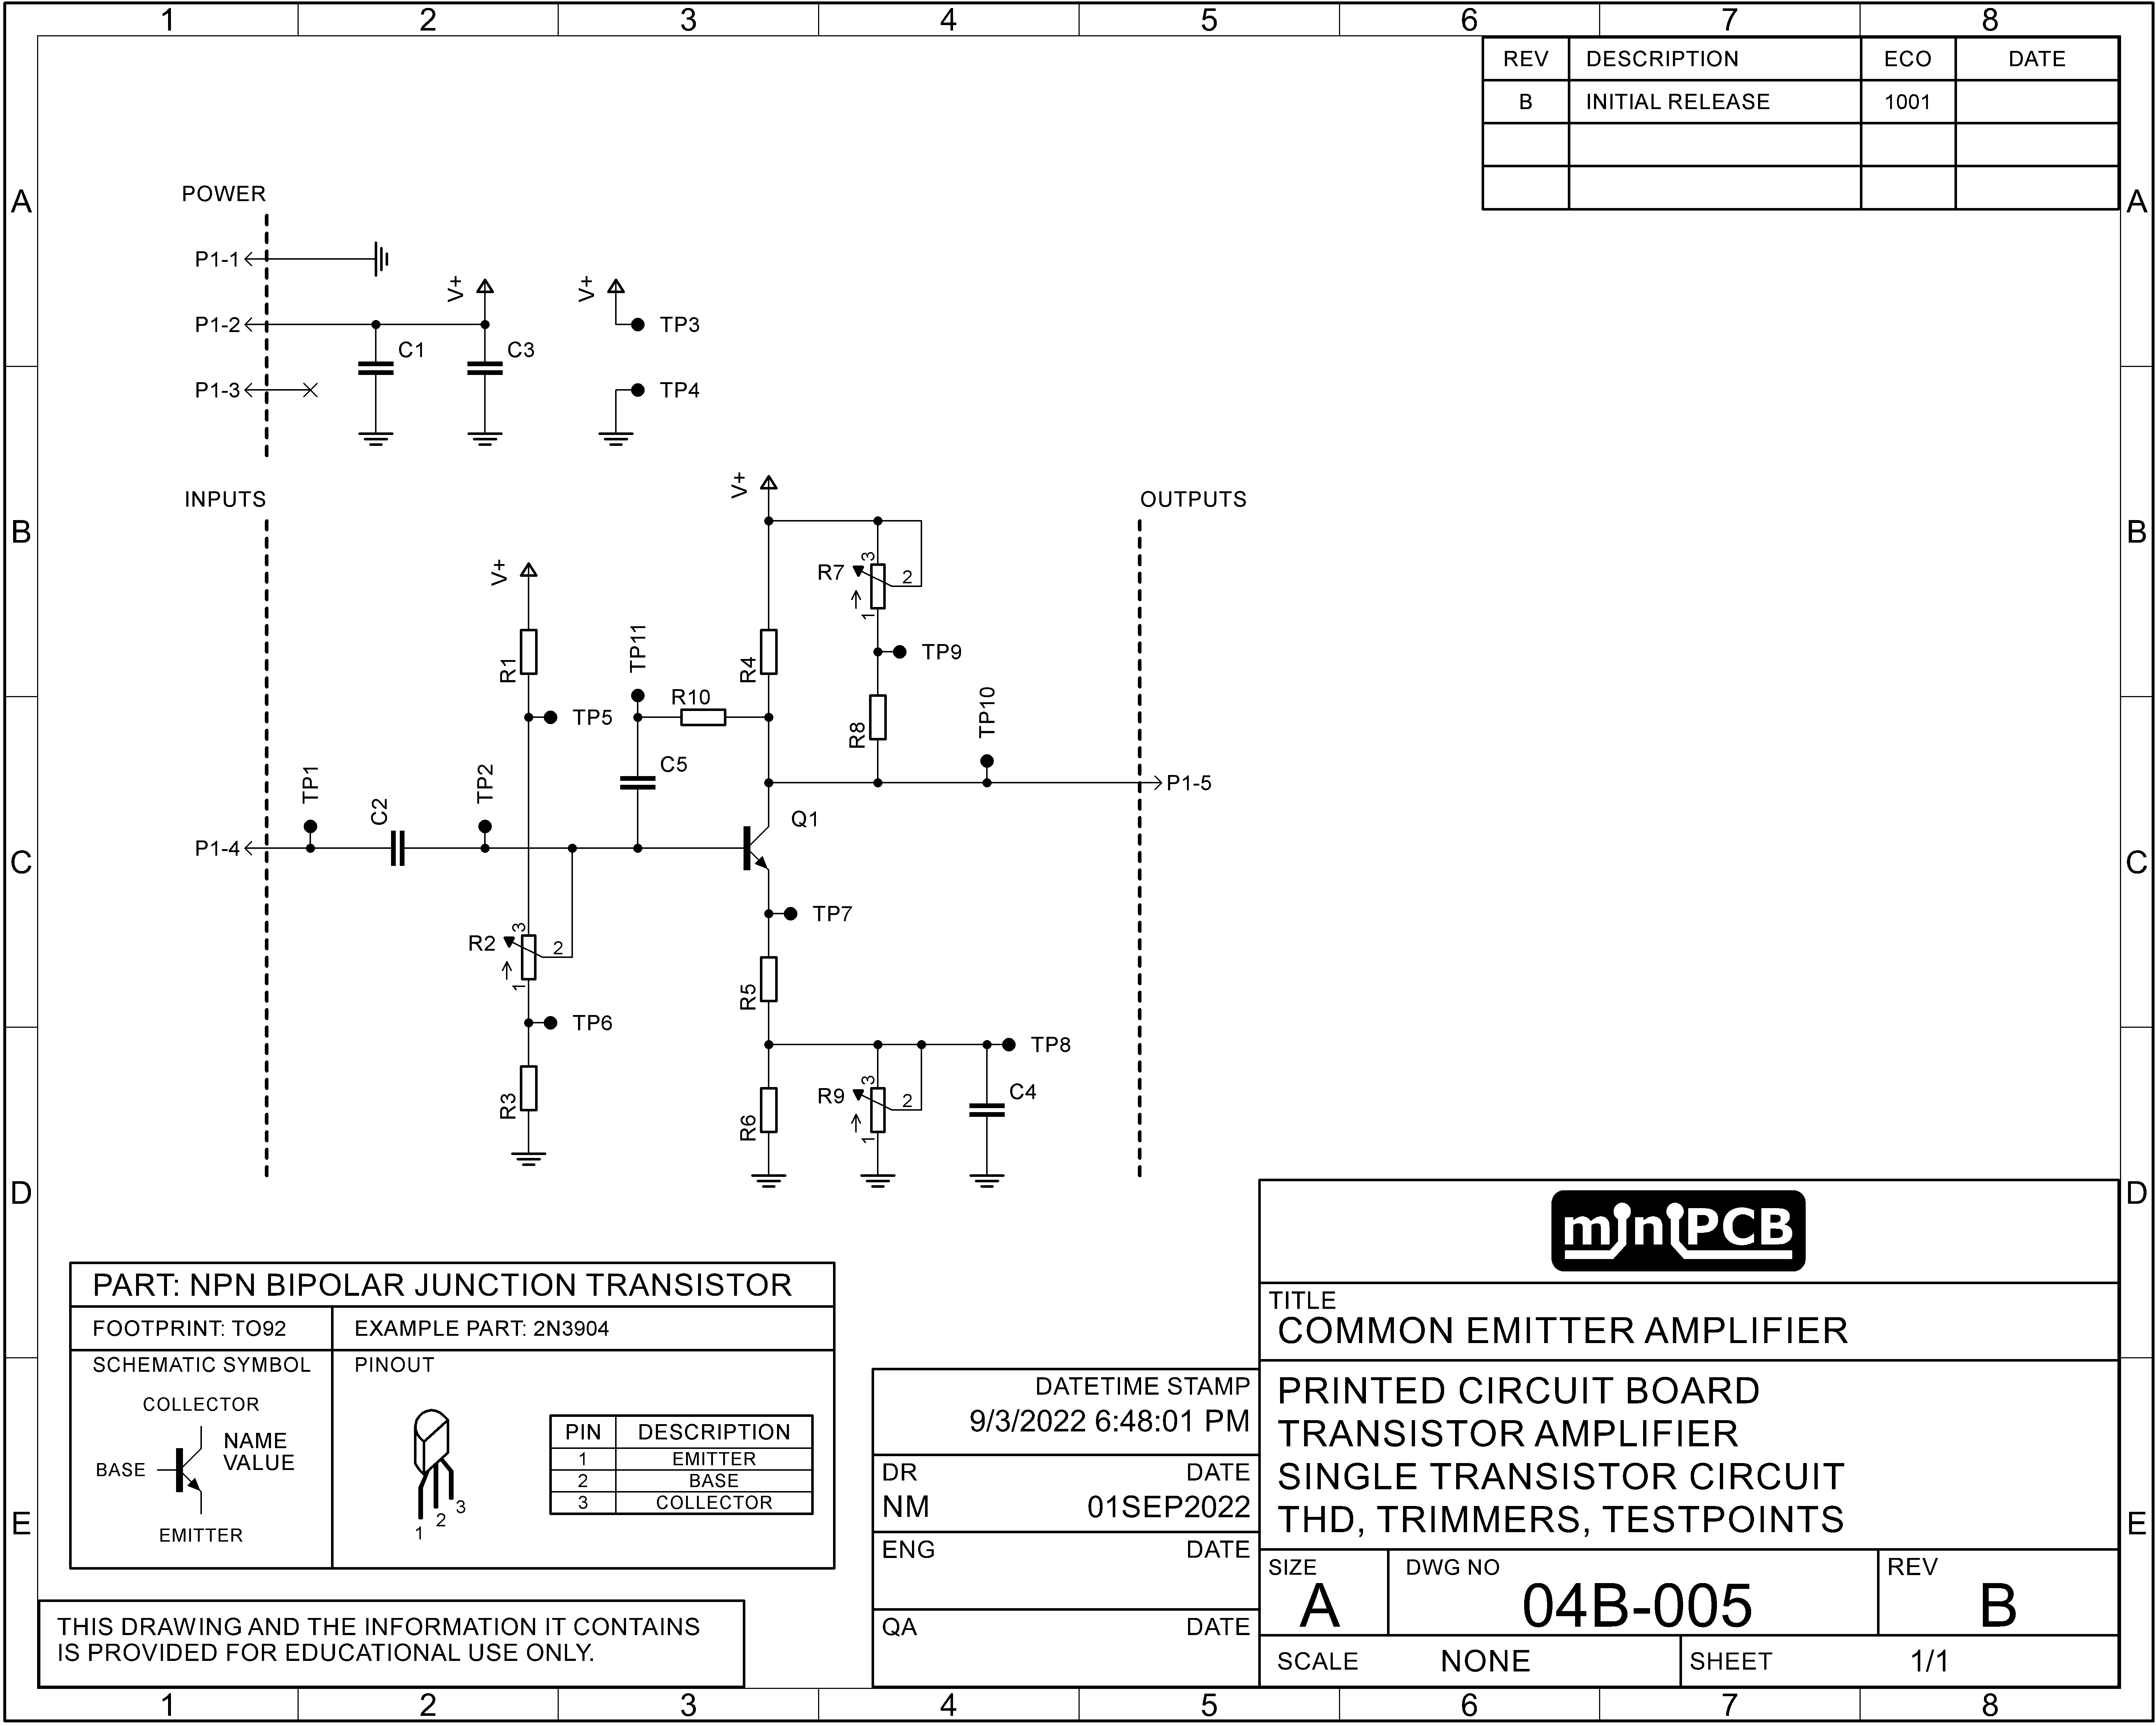 1 2 3 4 5 6 7 8
REV DESCRIPTION ECO DATE
B INITIAL RELEASE 1001
A A
POWER
P1-1
V+ V+
P1-2 TP3
C1 C3
P1-3 TP4
V+
INPUTS OUTPUTS
B B
V+
R7 3 2 1
TP11
R1 R4 TP9
R10
TP5 R8 TP10
C5
TP1 C2 TP2 P1-5
Q1
P1-4
C C
TP7
R2 3 2 1
R5
TP6
TP8
R3 R6 R9 3 2 1 C4
D D
miniPCB
PART: NPN BIPOLAR JUNCTION TRANSISTOR
FOOTPRINT: TO92 EXAMPLE PART: 2N3904
SCHEMATIC SYMBOL PINOUT
COLLECTOR
NAME
VALUE
BASE
EMITTER
1 2 3
PIN DESCRIPTION
1 EMITTER
2 BASE
3 COLLECTOR
TITLE
COMMON EMITTER AMPLIFIER
DATETIME STAMP
9/3/2022 6:48:01 PM
PRINTED CIRCUIT BOARD
TRANSISTOR AMPLIFIER
SINGLE TRANSISTOR CIRCUIT
THD, TRIMMERS, TESTPOINTS
DR DATE
NM 01SEP2022
ENG DATE
QA DATE
E E
SIZE DWG NO REV
A 04B-005 B
SCALE NONE SHEET 1/1
THIS DRAWING AND THE INFORMATION IT CONTAINS
IS PROVIDED FOR EDUCATIONAL USE ONLY.
1 2 3 4 5 6 7 8